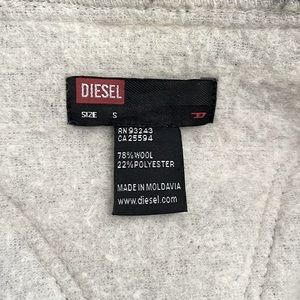 DIESEL
SIZE S
RN 93243
CA 25594
78% WOOL
22% POLYESTER
MADE IN MOLDAVIA
www.diesel.com